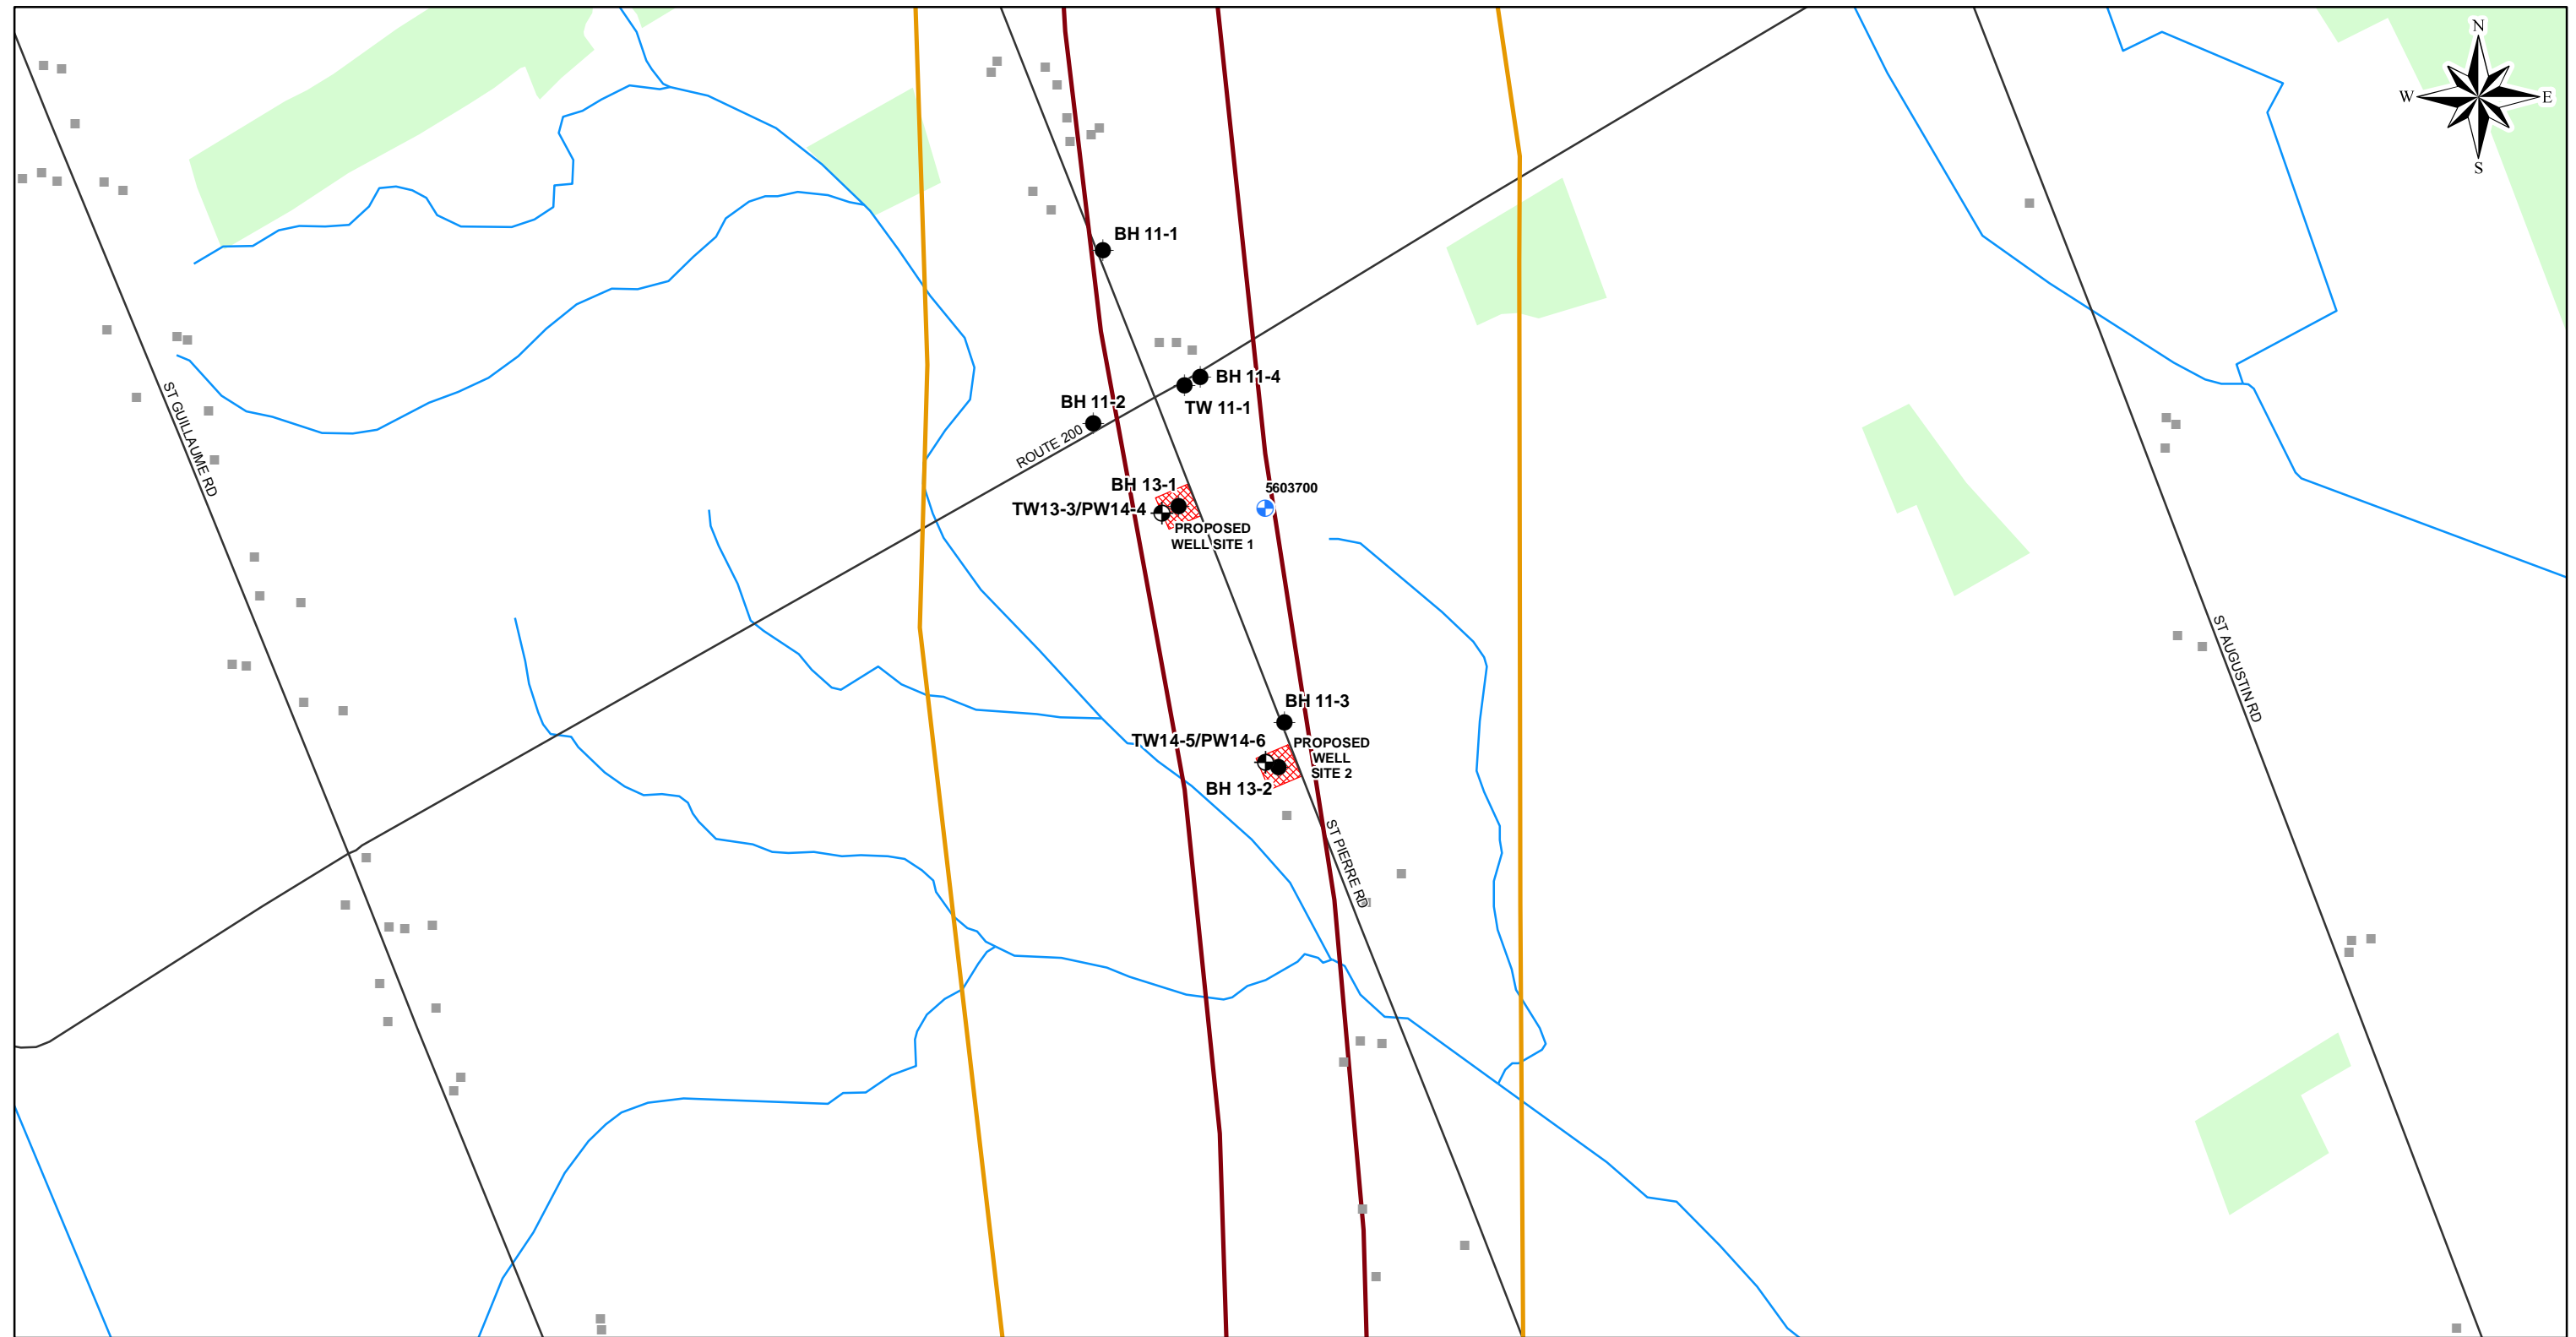 N
W
E
S
BH 11-1
BH 11-4
TW 11-1
BH 11-2
ROUTE 200
ST GUILLAUME RD
BH 13-1
5603700
TW13-3/PW14-4
PROPOSED
WELL SITE 1
ST AUGUSTIN RD
BH 11-3
TW14-5/PW14-6
PROPOSED
WELL
SITE 2
BH 13-2
ST PIERRE RD